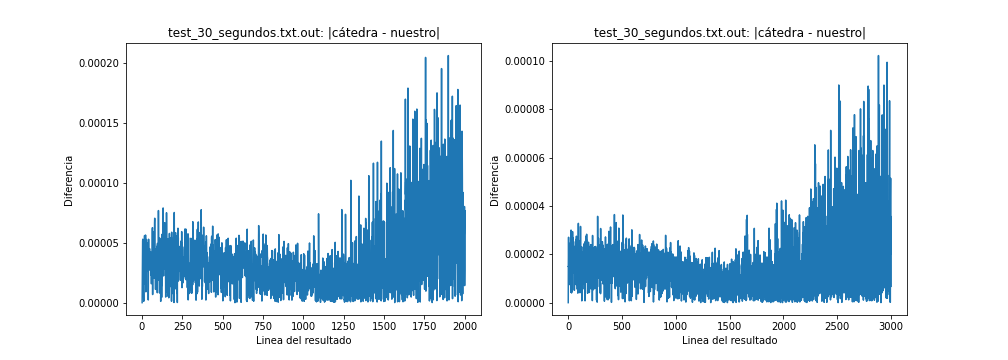 test_30_segundos.txt.out: |cátedra - nuestro|
Diferencia
0.00020
0.00015
0.00010
0.00005
0.00000
0 250 500 750 1000 1250 1500 1750 2000
Linea del resultado
test_30_segundos.txt.out: |cátedra - nuestro|
Diferencia
0.00010
0.00008
0.00006
0.00004
0.00002
0.00000
0 500 1000 1500 2000 2500 3000
Linea del resultado